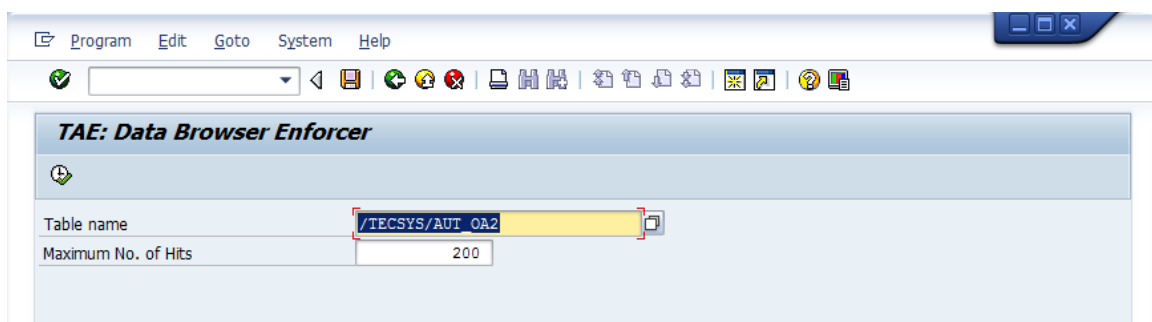 Program Edit Goto System Help
TAE: Data Browser Enforcer
Table name /TECSYS/AUT_OA2
Maximum No. of Hits 200